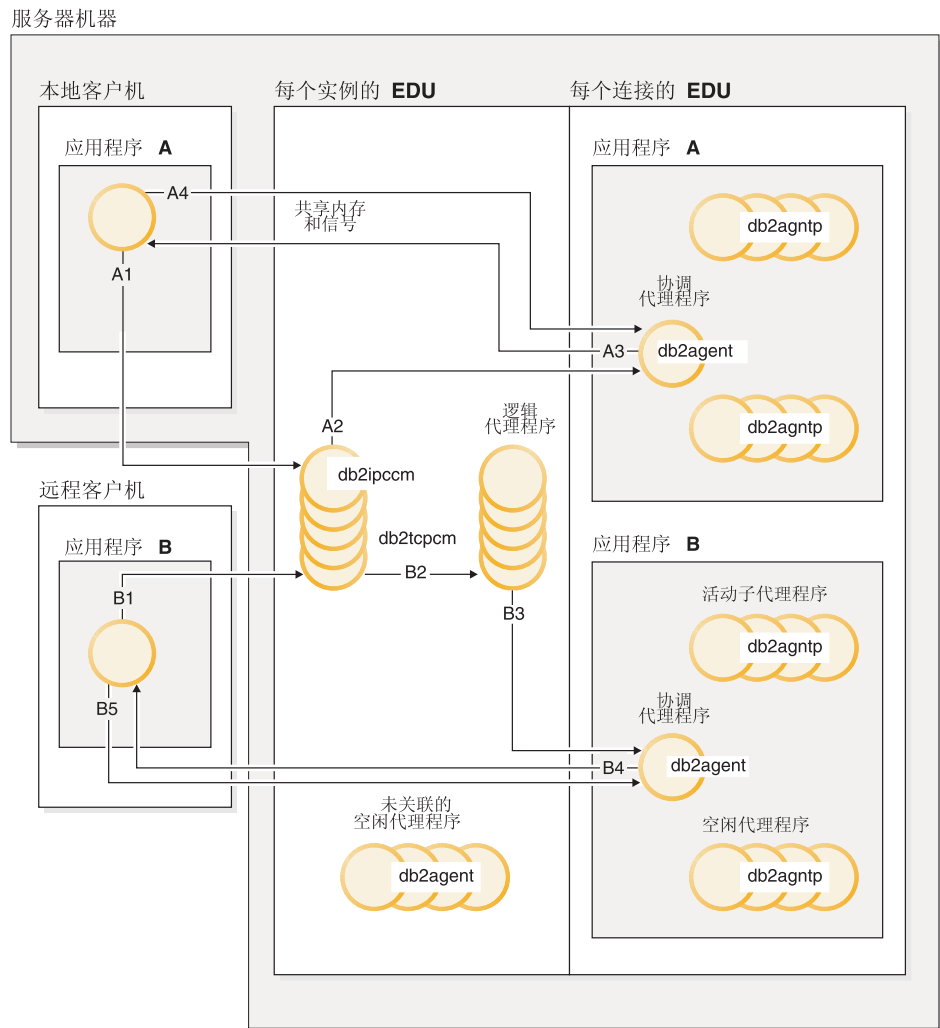 服务器机器
本地客户机
每个实例的 EDU
每个连接的 EDU
应用程序 A
应用程序 A
A4
共享内存
和信号
db2agntp
A1
协调
代理程序
A3
db2agent
A2
逻辑
代理程序
db2agntp
db2ipccm
远程客户机
db2tcpcm
应用程序 B
应用程序 B
B1
B2
B3
活动子代理程序
db2agntp
B5
协调
代理程序
B4
db2agent
未关联的
空闲代理程序
空闲代理程序
db2agent
db2agntp